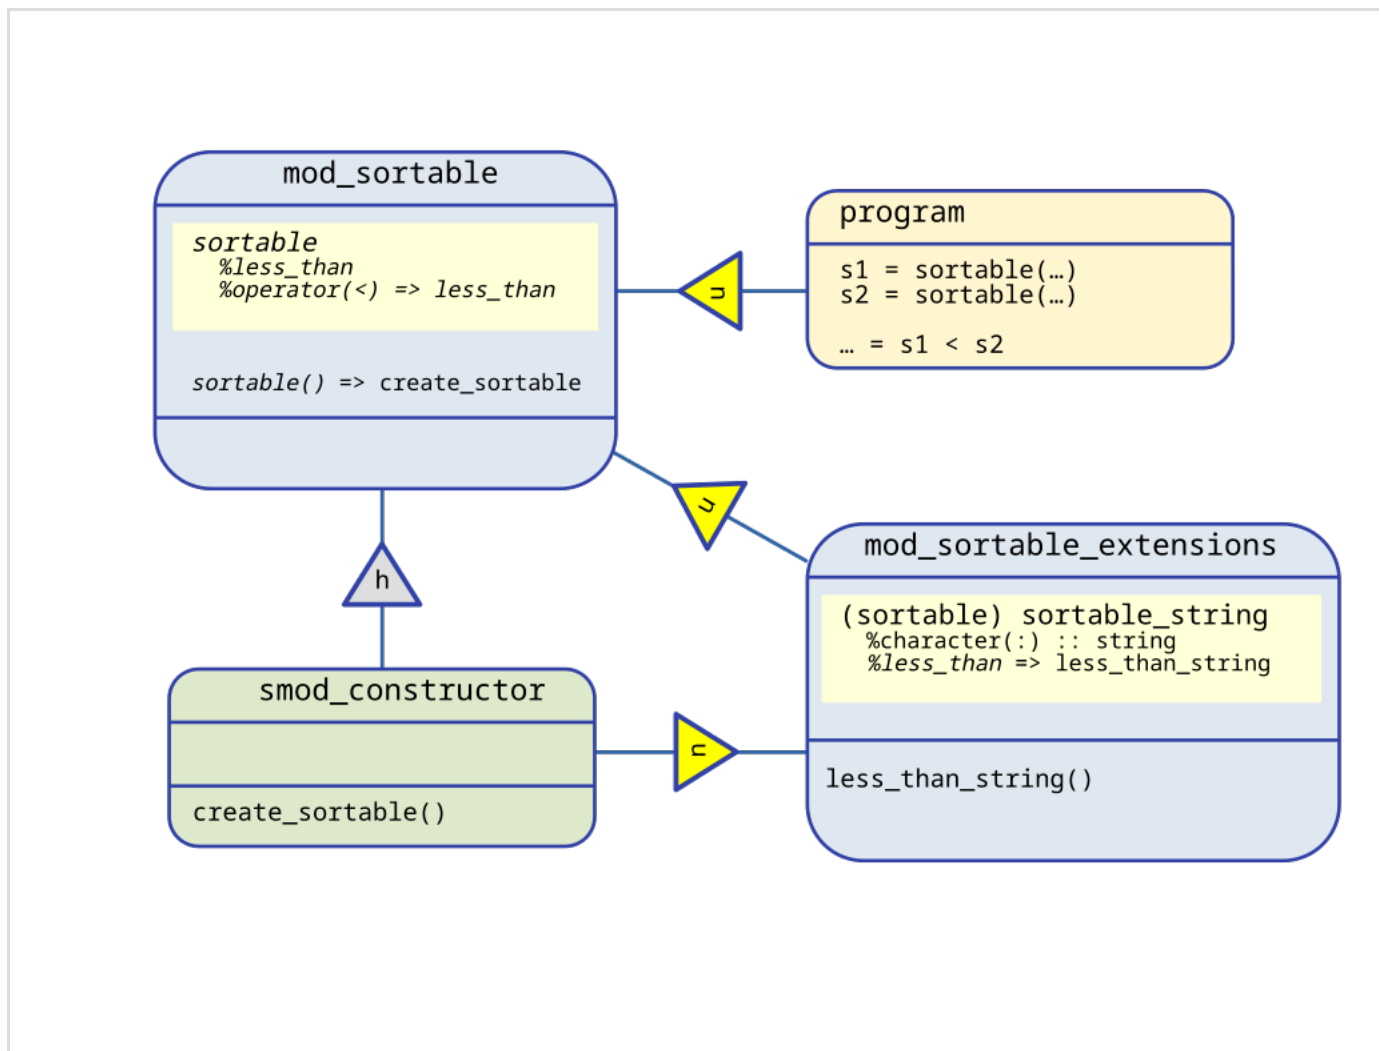 mod_sortable
sortable
%less_than
%operator(<) => less_than
sortable() => create_sortable
program
s1 = sortable(…)
s2 = sortable(…)
… = s1 < s2
u
u
h
mod_sortable_extensions
(sortable) sortable_string
%character(:) :: string
%less_than => less_than_string
less_than_string()
smod_constructor
create_sortable()
u